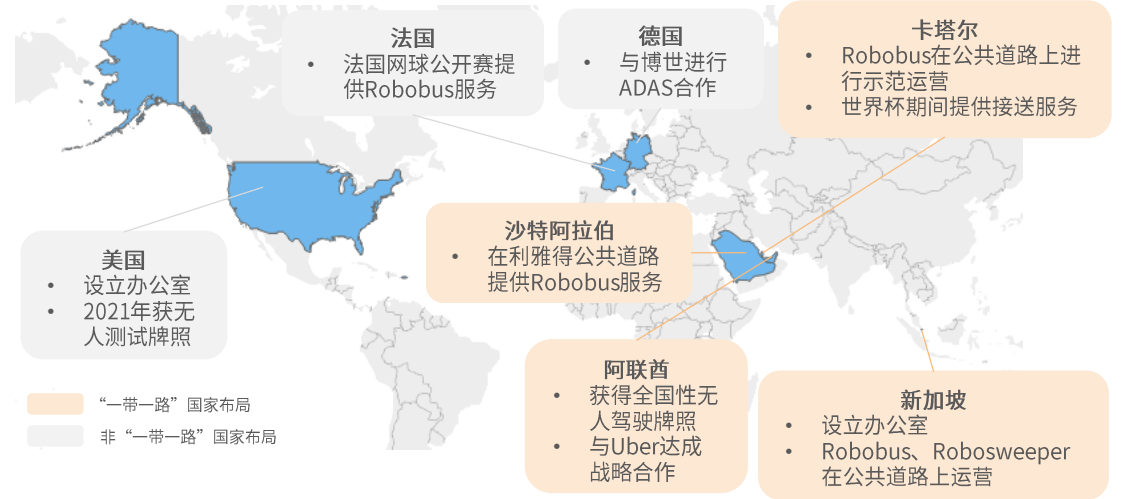 法国
• 法国网球公开赛提
供Robobus服务
德国
• 与博世进行
ADAS合作
卡塔尔
• Robobus在公共道路上进
行示范运营
• 世界杯期间提供接送服务
沙特阿拉伯
• 在利雅得公共道路
提供Robobus服务
美国
• 设立办公室
• 2021年获无
人测试牌照
阿联酋
• 获得全国性无
人驾驶牌照
• 与Uber达成
战略合作
新加坡
• 设立办公室
• Robobus、Robosweeper
在公共道路上运营
“一带一路”国家布局
非“一带一路”国家布局